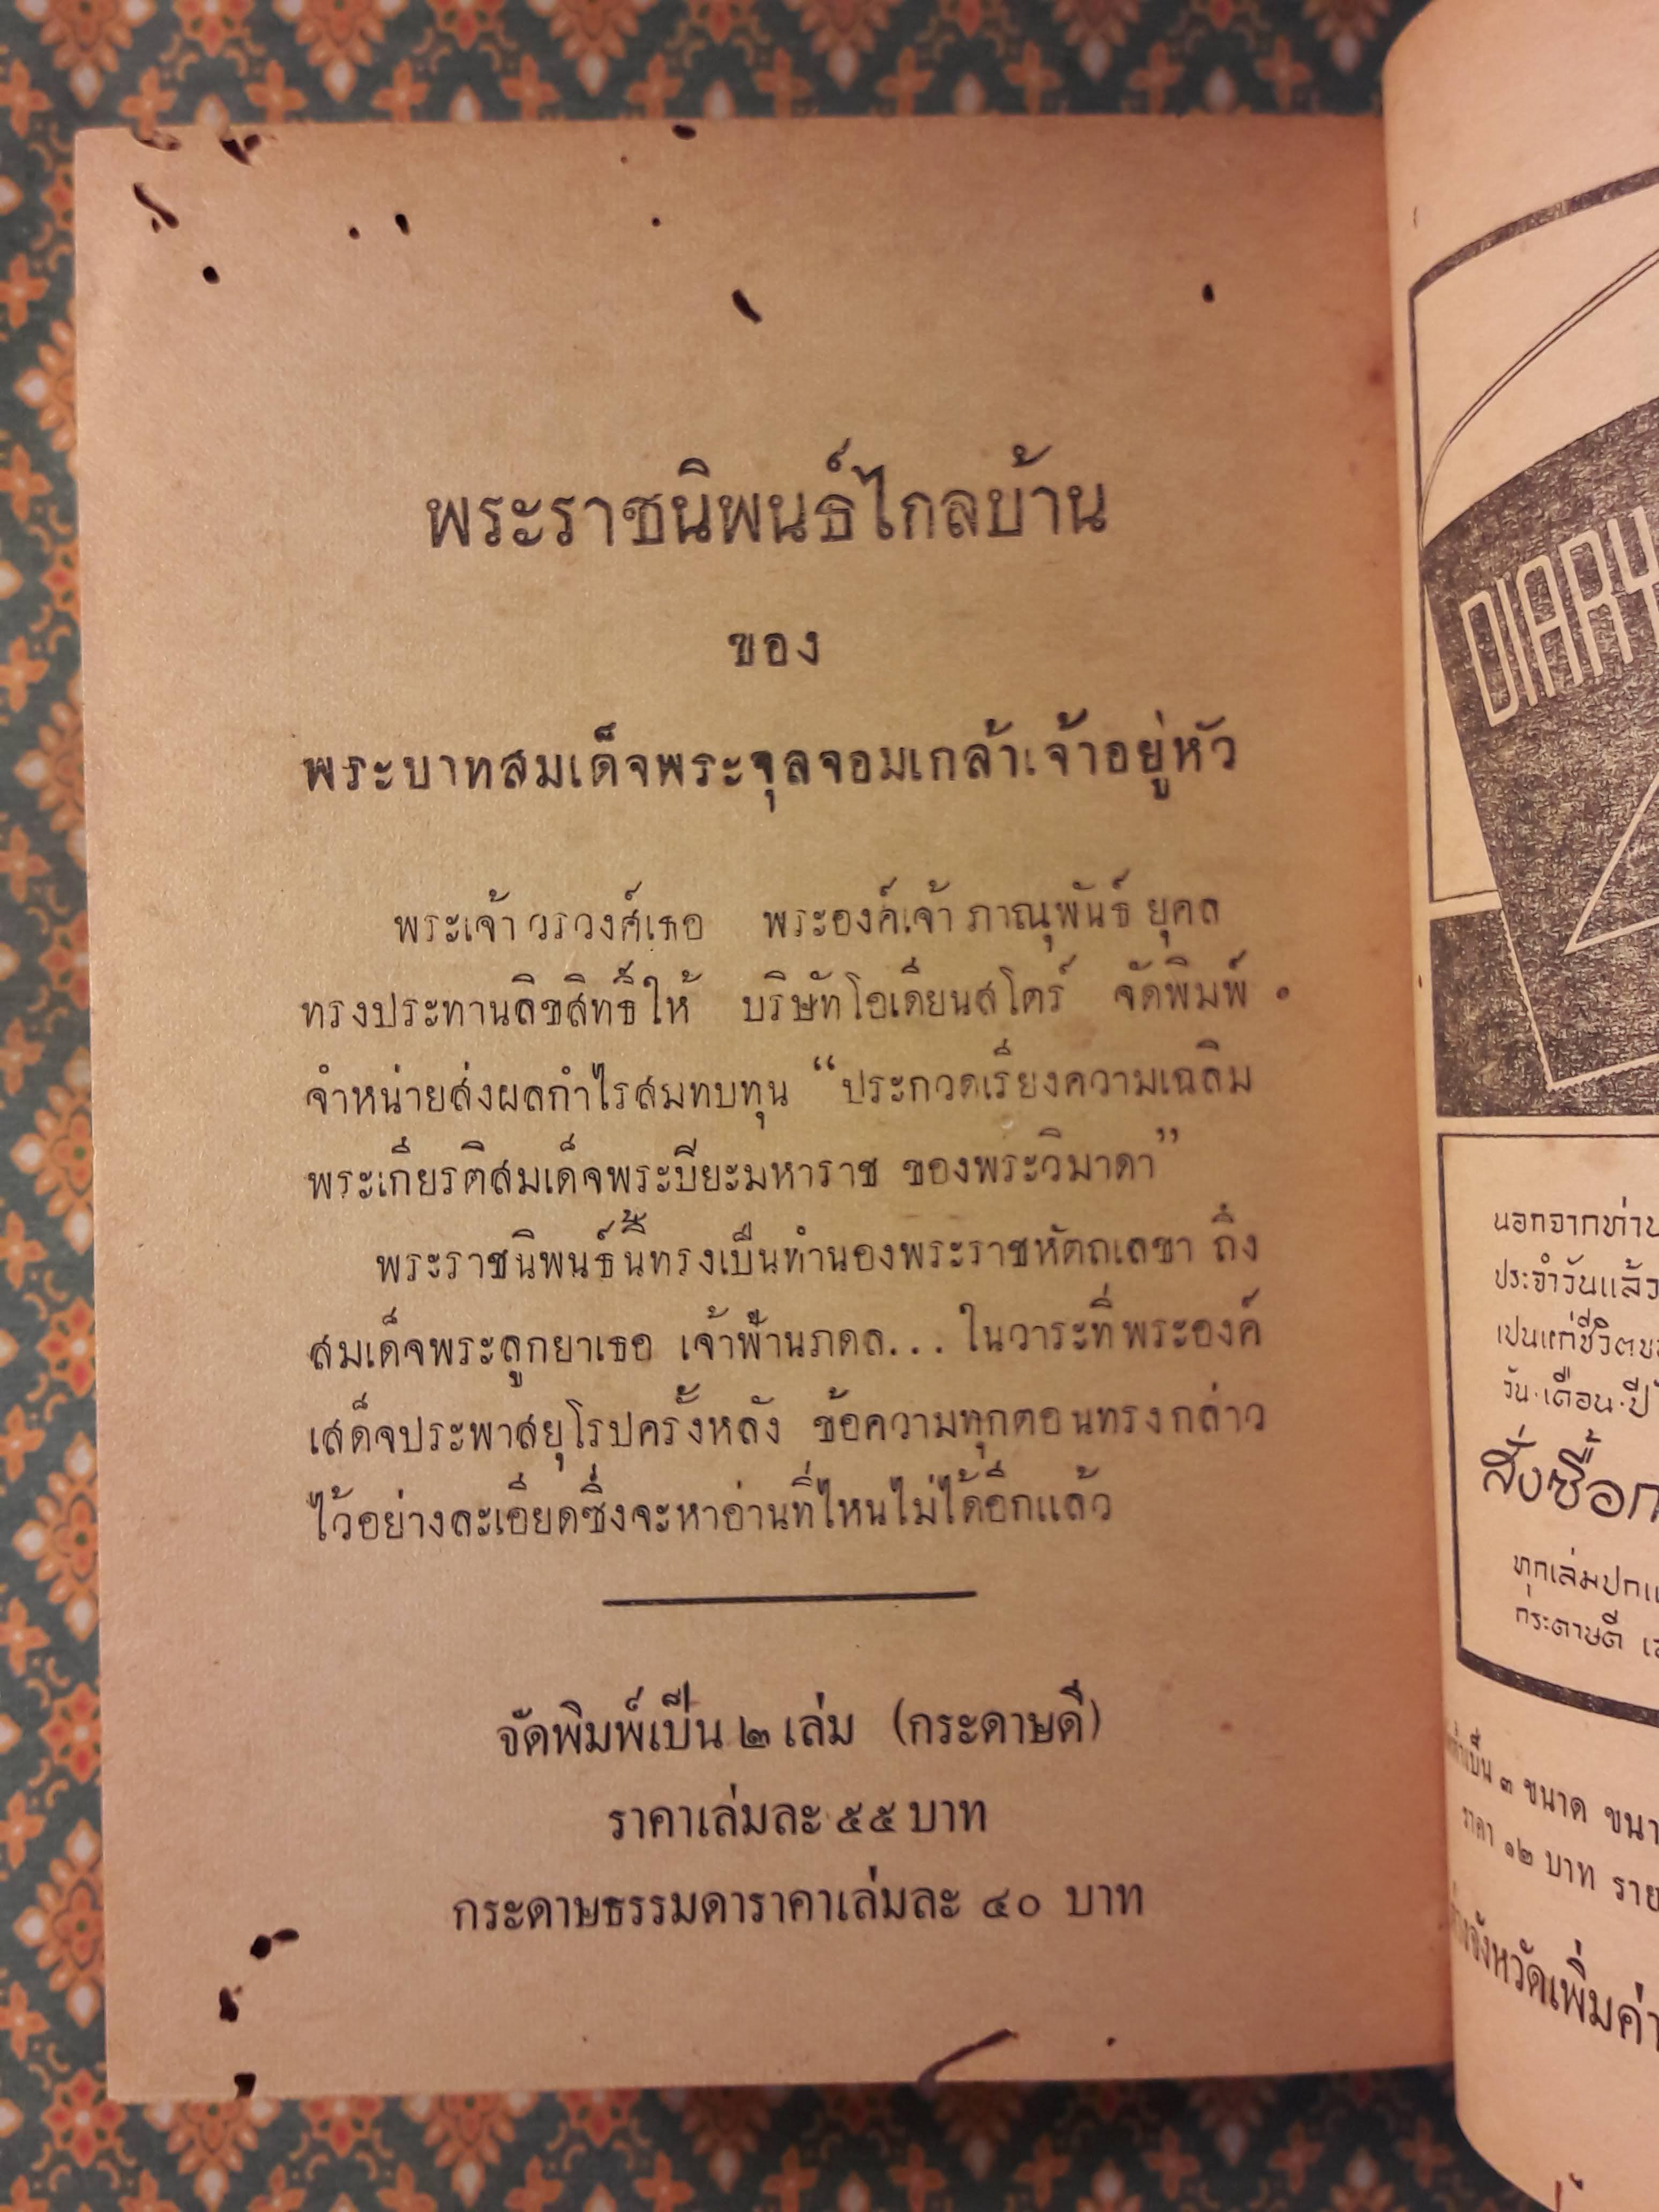 พระราชนิพนธ์ไกลบ้าน
ของ
พระบาทสมเด็จพระจุลจอมเกล้าเจ้าอยู่หัว
พระเจ้าวรวงศ์เธอ พระองค์เจ้าภาณุพันธ์ ยุคล
ทรงประทานลิขสิทธิ์ให้ บริษัทโอเดียนสโตร์ จัดพิมพ์
จำหน่ายส่งผลกำไรสมทบทุน “ประกวดเรียงความเฉลิม
พระเกียรติสมเด็จพระปิยะมหาราช ของพระวิมาดา”
พระราชนิพนธ์นี้ทรงเป็นทำนองพระราชหัตถเลขา ถึง
สมเด็จพระลูกยาเธอ เจ้าฟ้านภดล... ในวาระที่พระองค์
เสด็จประพาสยุโรปครั้งหลัง ข้อความทุกตอนทรงกล่าว
ไว้อย่างละเอียดซึ่งจะหาอ่านที่ไหนไม่ได้อีกแล้ว
จัดพิมพ์เป็น ๒ เล่ม (กระดาษดี)
ราคาเล่มละ ๕๕ บาท
กระดาษธรรมดาราคาเล่มละ ๔๐ บาท
DIARY
นอกจากท่าน
ประจำวันแล้ว
เปนแก่ชีวิต
วัน.เดือน.ปี
สั่งซื้อ
ทุกเล่มปก
กระดาษดี
เป็น ๓ ขนาด
ราคา ๑๒ บาท ราย
จังหวัดเพิ่มค่า